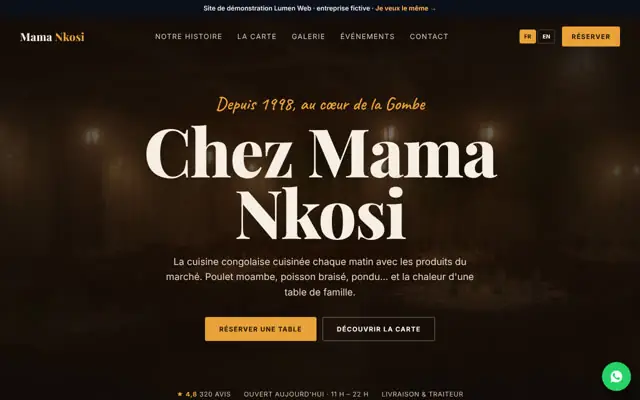 Site de démonstration Lumen Web · entreprise fictive · Je veux le même →
Mama Nkosi
NOTRE HISTOIRE
LA CARTE
GALERIE
ÉVÉNEMENTS
CONTACT
FR
EN
RÉSERVER
Depuis 1998, au cœur de la Gombe
Chez Mama
Nkosi
La cuisine congolaise cuisinée chaque matin avec les produits du
marché. Poulet moambe, poisson braisé, pondu... et la chaleur d'une
table de famille.
RÉSERVER UNE TABLE
DÉCOUVRIR LA CARTE
★ 4,6 320 AVIS
OUVERT AUJOURD'HUI · 11 H – 22 H
LIVRAISON & TRAITEUR